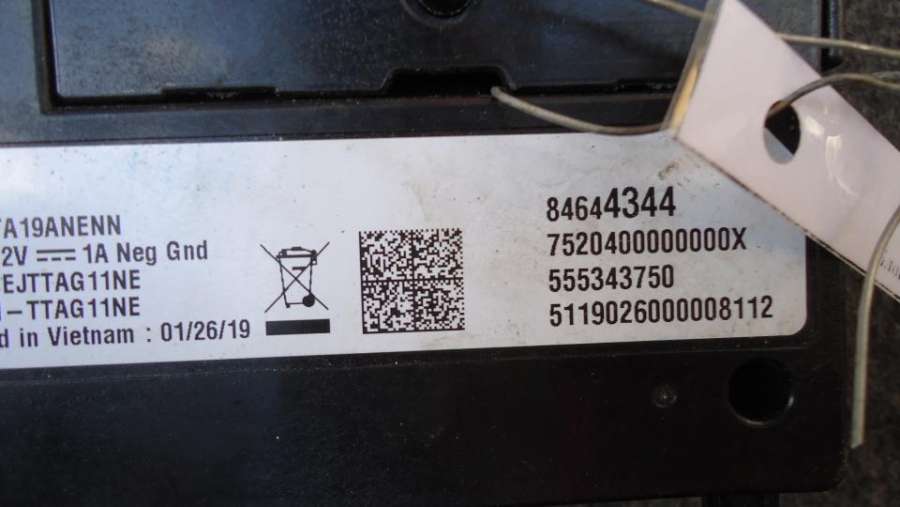 TA19ANENN
2V ⎓ 1A Neg Gnd
EJTTAG11NE
-TTAG11NE
d in Vietnam : 01/26/19
84644344
7520400000000X
555343750
5119026000008112